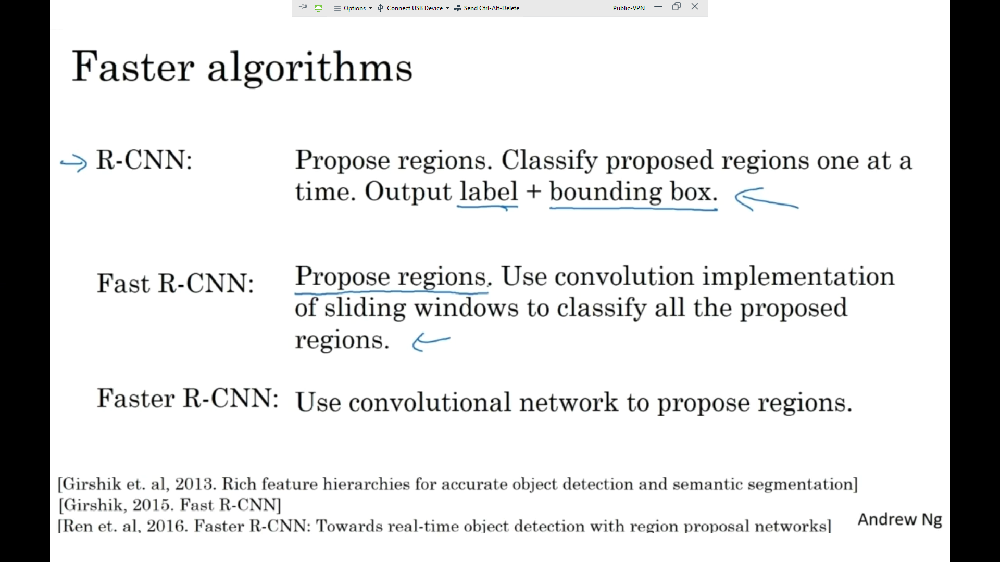 Options Connect USB Device Send Ctrl-Alt-Delete Public-VPN
Faster algorithms
R-CNN: Propose regions. Classify proposed regions one at a
time. Output label + bounding box.
Fast R-CNN: Propose regions. Use convolution implementation
of sliding windows to classify all the proposed
regions.
Faster R-CNN: Use convolutional network to propose regions.
[Girshik et. al, 2013. Rich feature hierarchies for accurate object detection and semantic segmentation]
[Girshik, 2015. Fast R-CNN]
[Ren et. al, 2016. Faster R-CNN: Towards real-time object detection with region proposal networks]
Andrew Ng